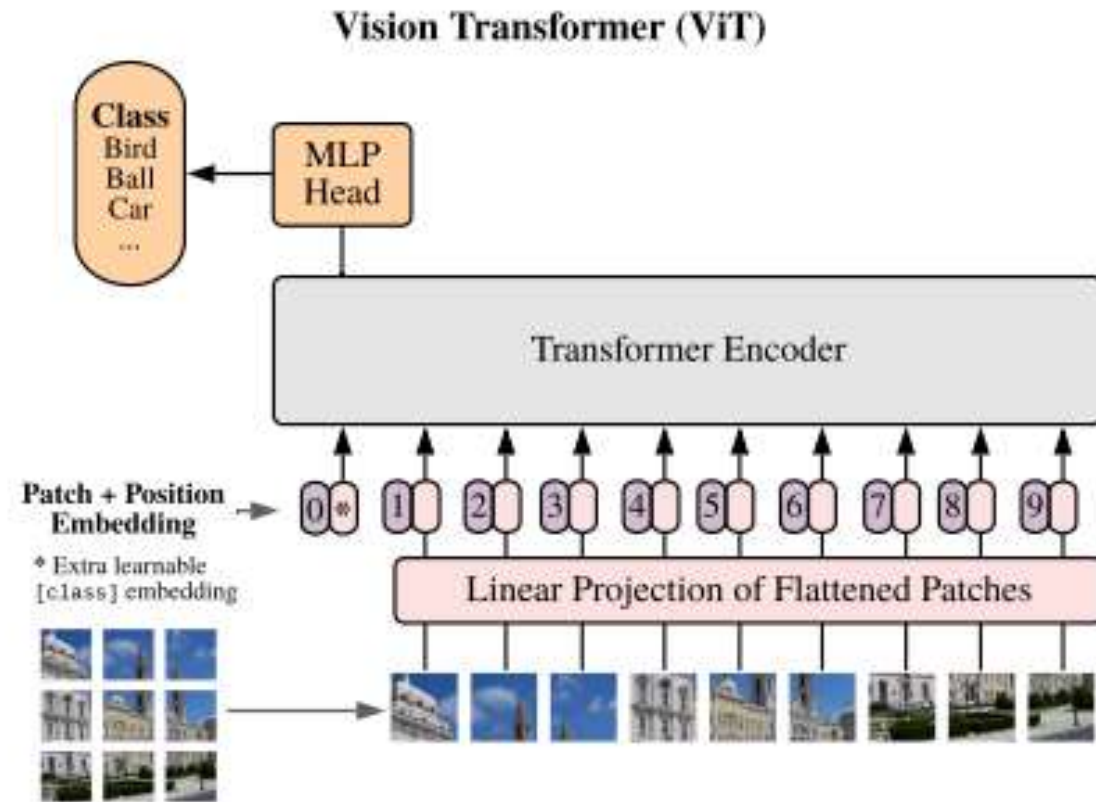 Vision Transformer (ViT)
Class
Bird
Ball
Car
...
MLP
Head
Transformer Encoder
Patch + Position
Embedding
0 * 1 2 3 4 5 6 7 8 9
* Extra learnable
[class] embedding
Linear Projection of Flattened Patches